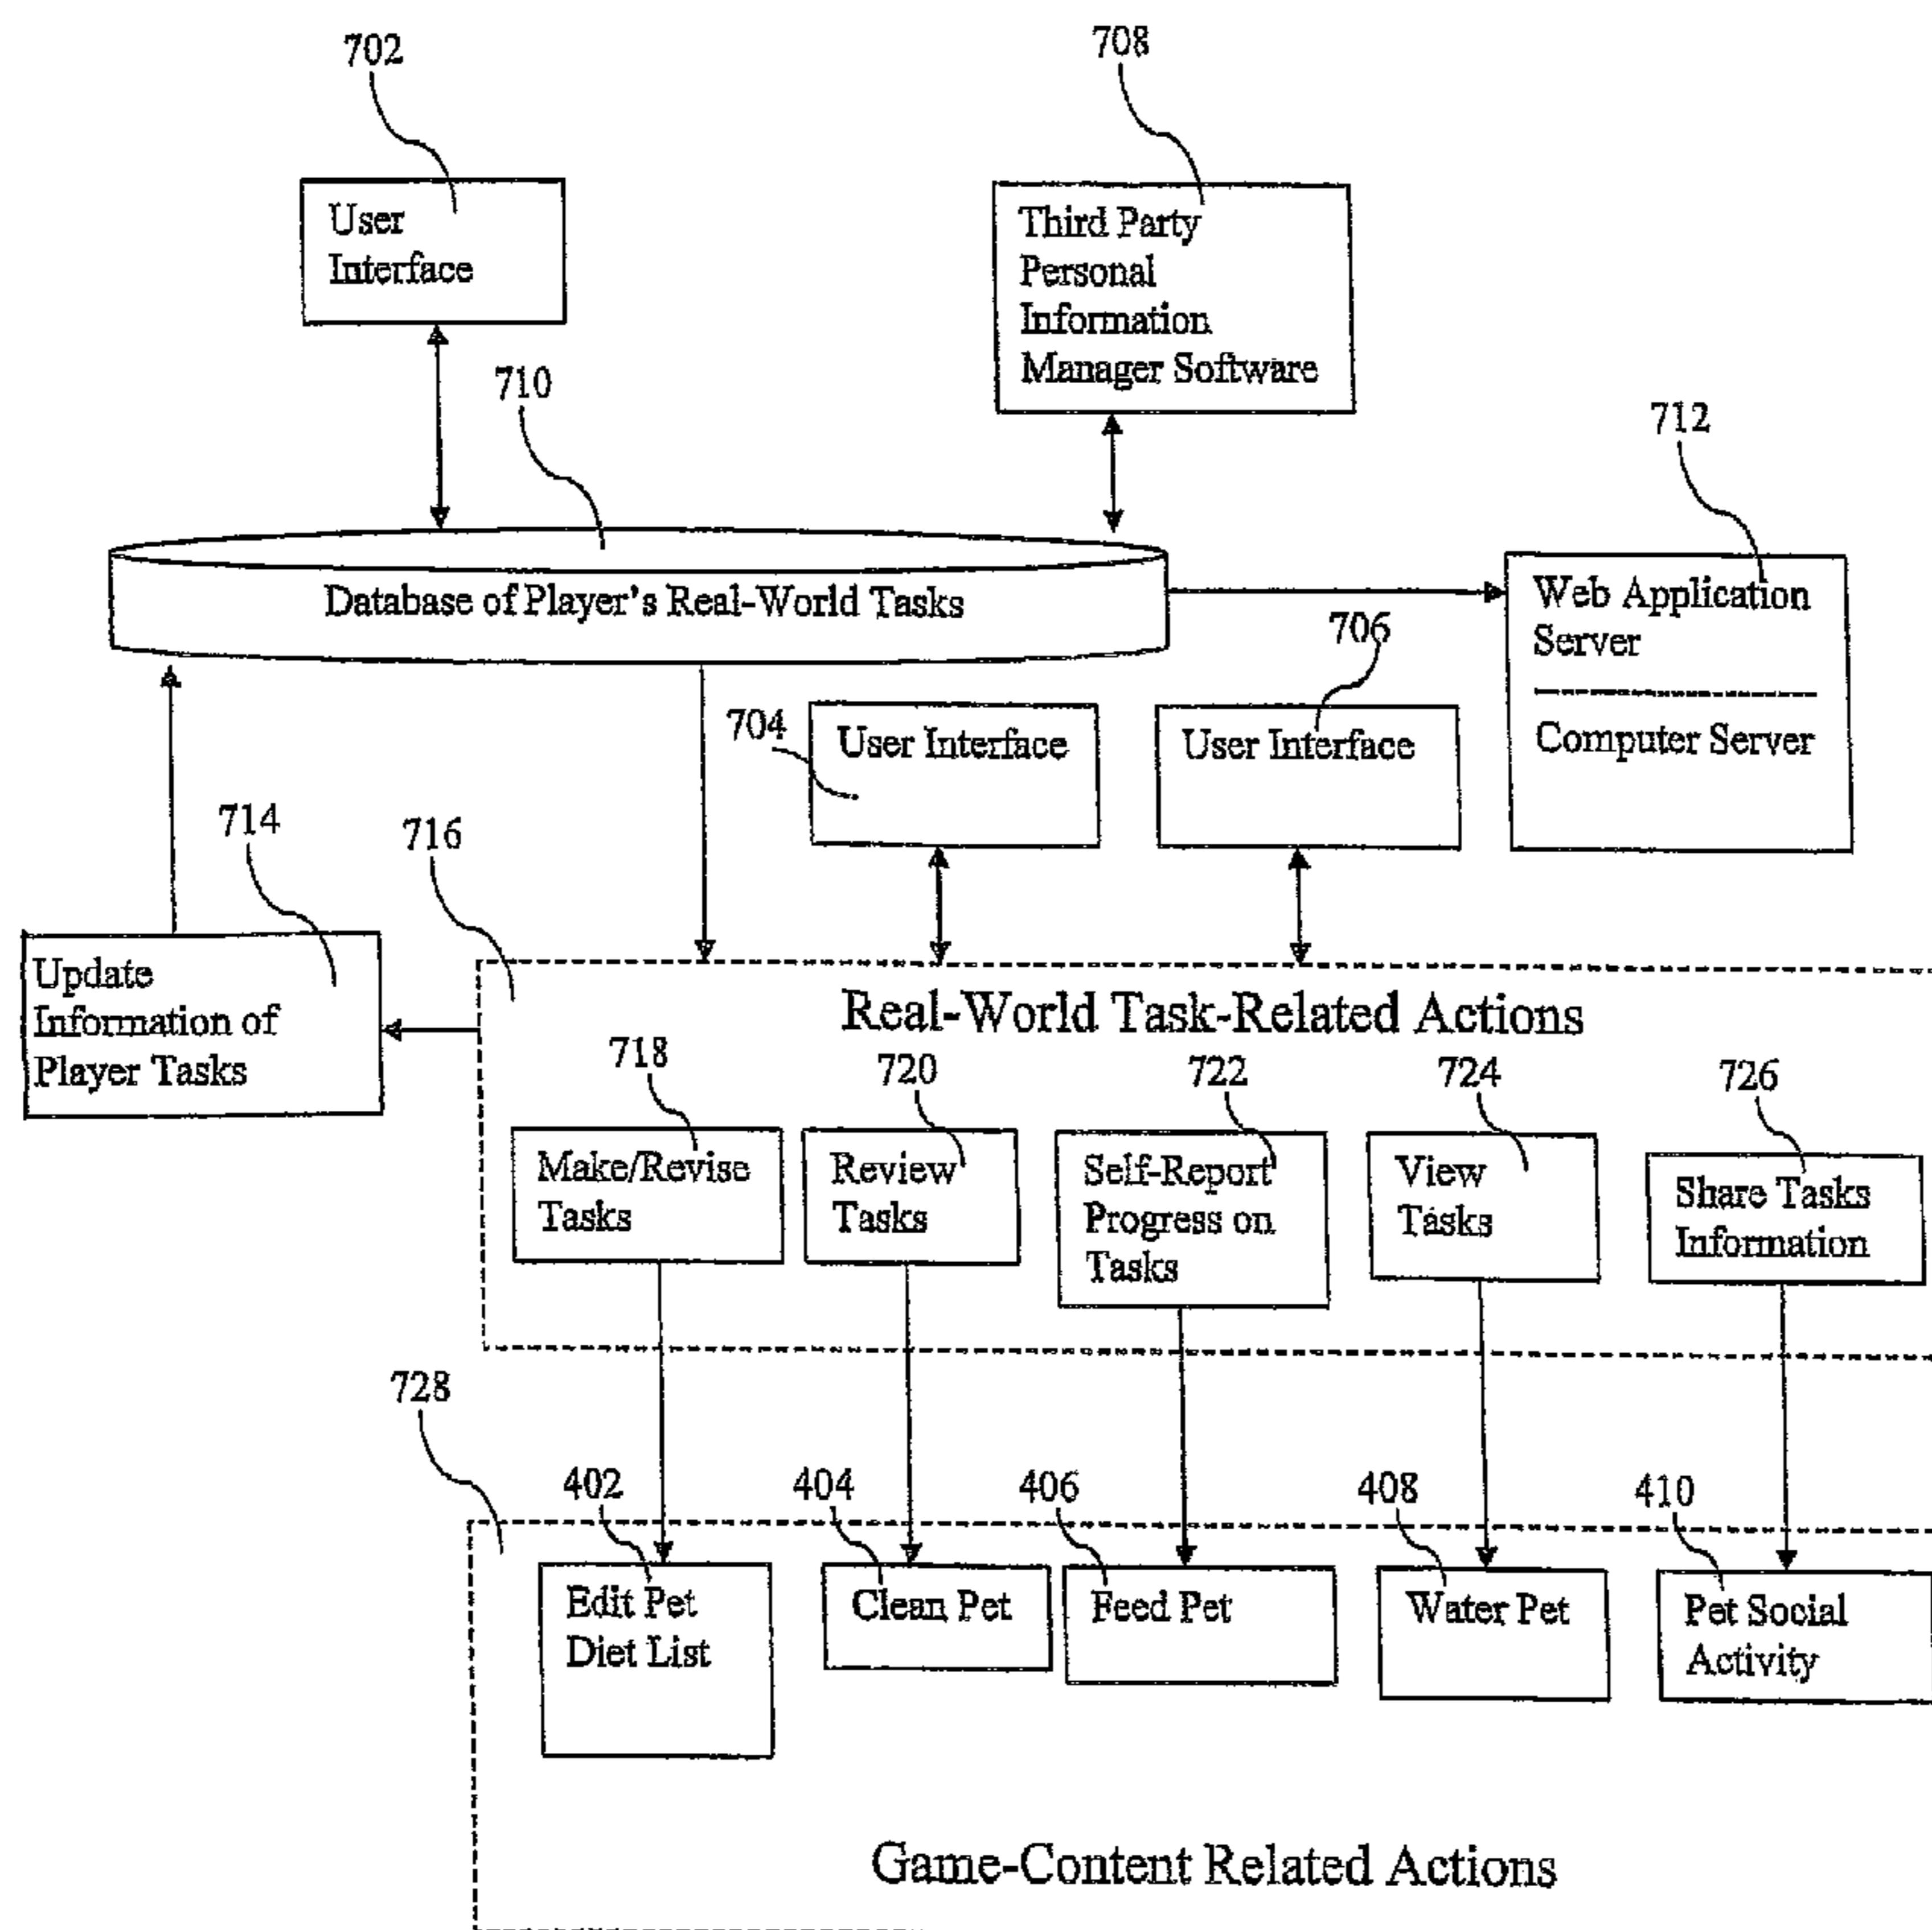 702
708
User
Interface
Third Party
Personal
Information
Manager Software
710
712
Database of Player's Real-World Tasks
Web Application
Server
Computer Server
706
704
User Interface
User Interface
714
716
Update
Information of
Player Tasks
Real-World Task-Related Actions
718
720
722
724
726
Make/Revise
Tasks
Review
Tasks
Self-Report
Progress on
Tasks
View
Tasks
Share Tasks
Information
728
402
404
406
408
410
Edit Pet
Diet List
Clean Pet
Feed Pet
Water Pet
Pet Social
Activity
Game-Content Related Actions